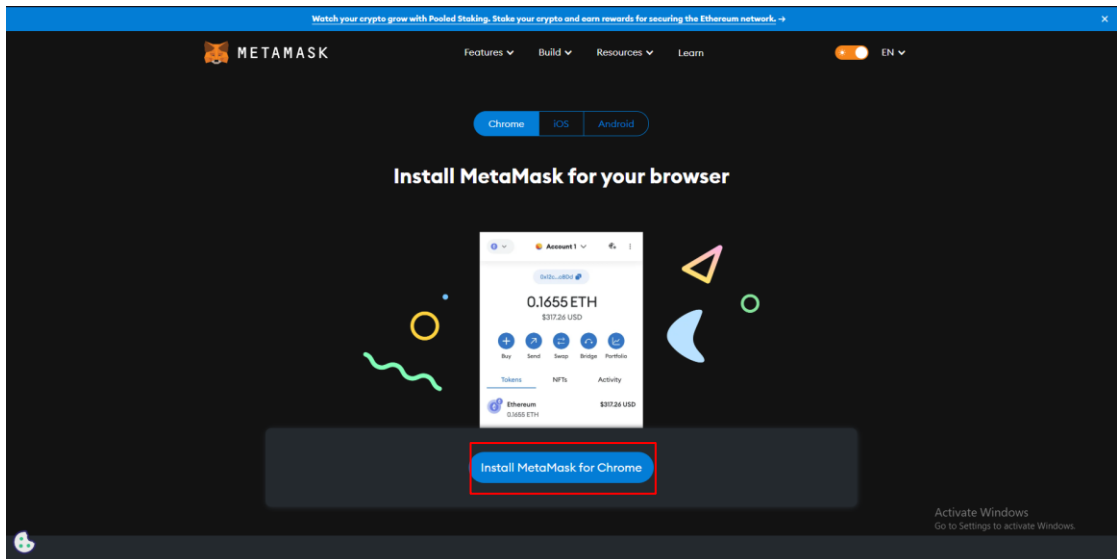 Watch your crypto grow with Pooled Staking. Stake your crypto and earn rewards for securing the Ethereum network. → ×
METAMASK Features Build Resources Learn EN
Chrome iOS Android
Install MetaMask for your browser
Account 1
0.1655 ETH
$317.26 USD
Buy Send Swap Bridge Portfolio
Tokens NFTs Activity
Ethereum $317.26 USD
0.1655 ETH
Install MetaMask for Chrome
Activate Windows
Go to Settings to activate Windows.